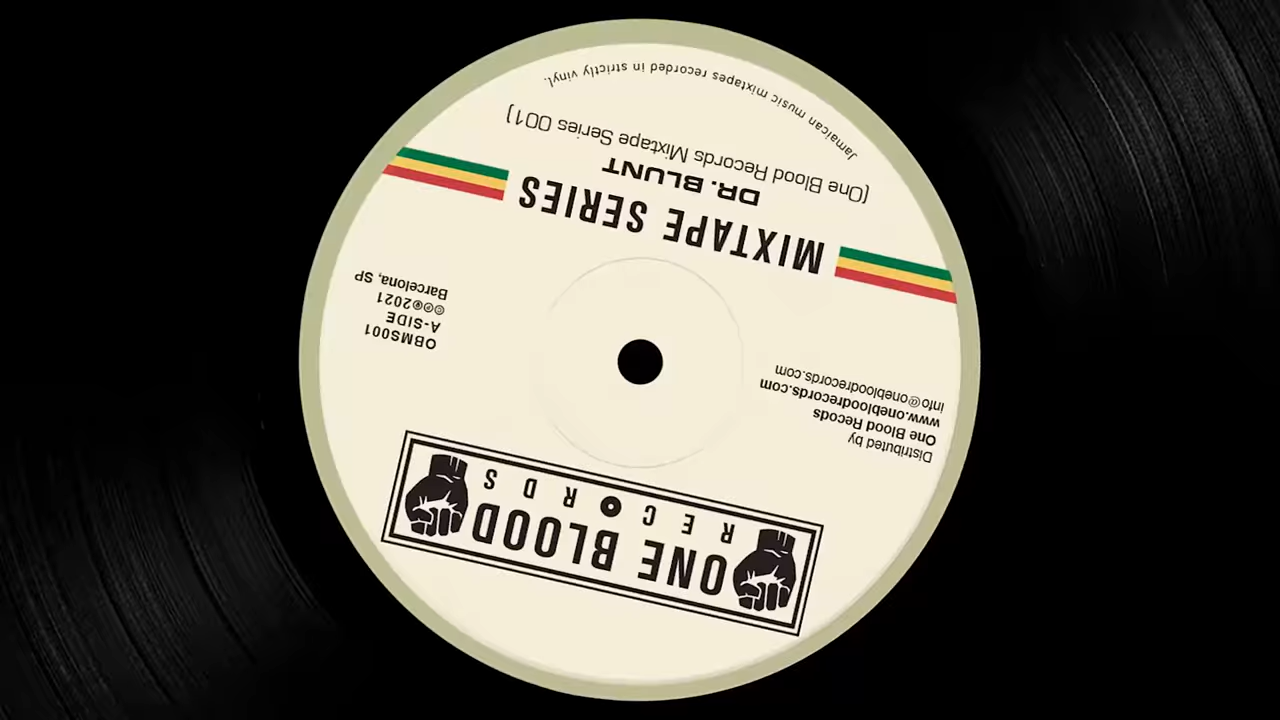 ONE BLOOD
RECORDS
Distributed by
One Blood Recods
www.onebloodrecords.com
info@onebloodrecords.com
OBMS001
A-SIDE
©℗®2021
Barcelona, SP
MIXTAPE SERIES
DR. BLUNT
(One Blood Records Mixtape Series 001)
Jamaican music mixtapes recorded in strictly vinyl.